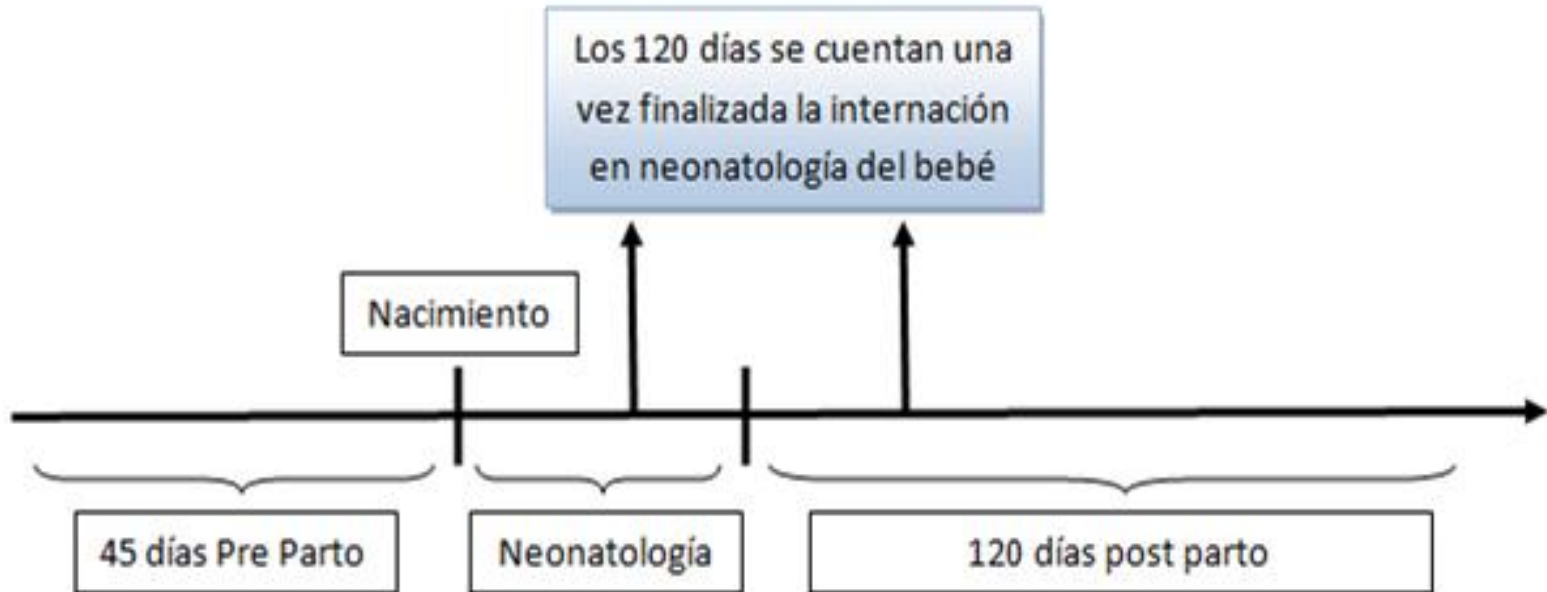 Los 120 días se cuentan una
vez finalizada la internación
en neonatología del bebé
Nacimiento
45 días Pre Parto
Neonatología
120 días post parto